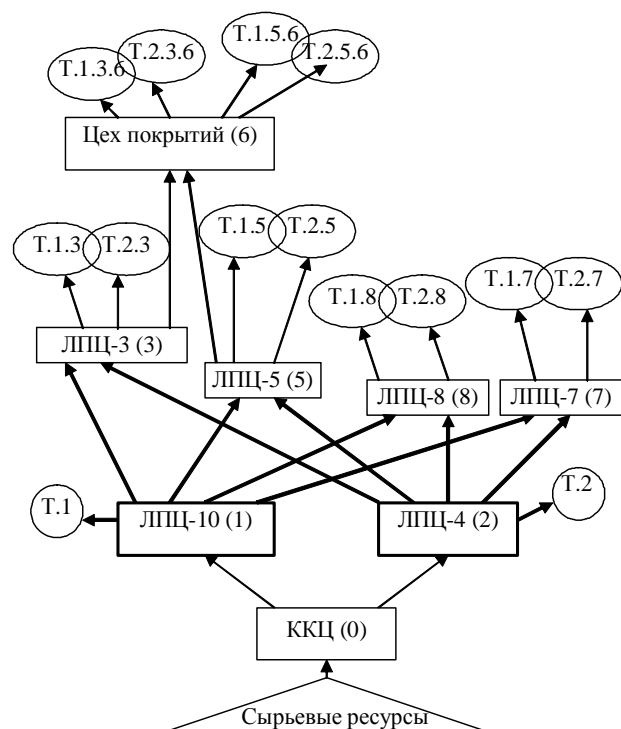 Т.1.3.6 Т.2.3.6 Т.1.5.6 Т.2.5.6
Цех покрытий (6)
Т.1.3 Т.2.3 Т.1.5 Т.2.5
Т.1.8 Т.2.8 Т.1.7 Т.2.7
ЛПЦ-3 (3)
ЛПЦ-5 (5) ЛПЦ-8 (8) ЛПЦ-7 (7)
Т.1 ЛПЦ-10 (1) ЛПЦ-4 (2) Т.2
ККЦ (0)
Сырьевые ресурсы